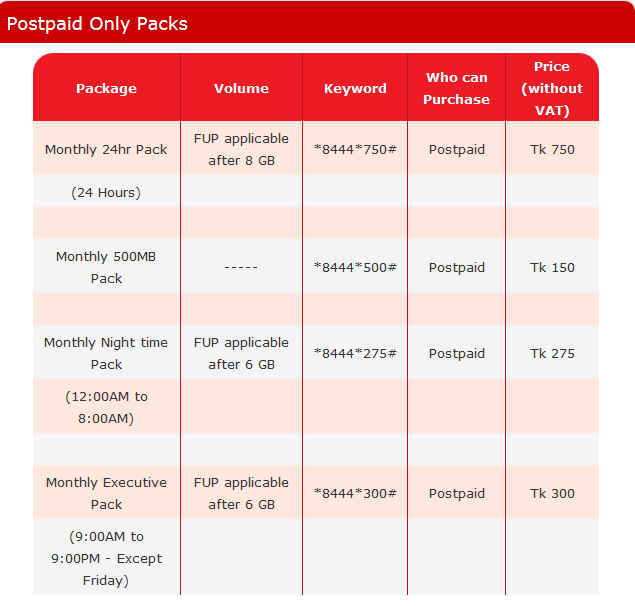 Postpaid Only Packs
Package Volume Keyword Who can Purchase Price (without VAT)
Monthly 24hr Pack FUP applicable after 8 GB *8444*750# Postpaid Tk 750
(24 Hours)
Monthly 500MB Pack ----- *8444*500# Postpaid Tk 150
Monthly Night time Pack FUP applicable after 6 GB *8444*275# Postpaid Tk 275
(12:00AM to 8:00AM)
Monthly Executive Pack FUP applicable after 6 GB *8444*300# Postpaid Tk 300
(9:00AM to 9:00PM - Except Friday)